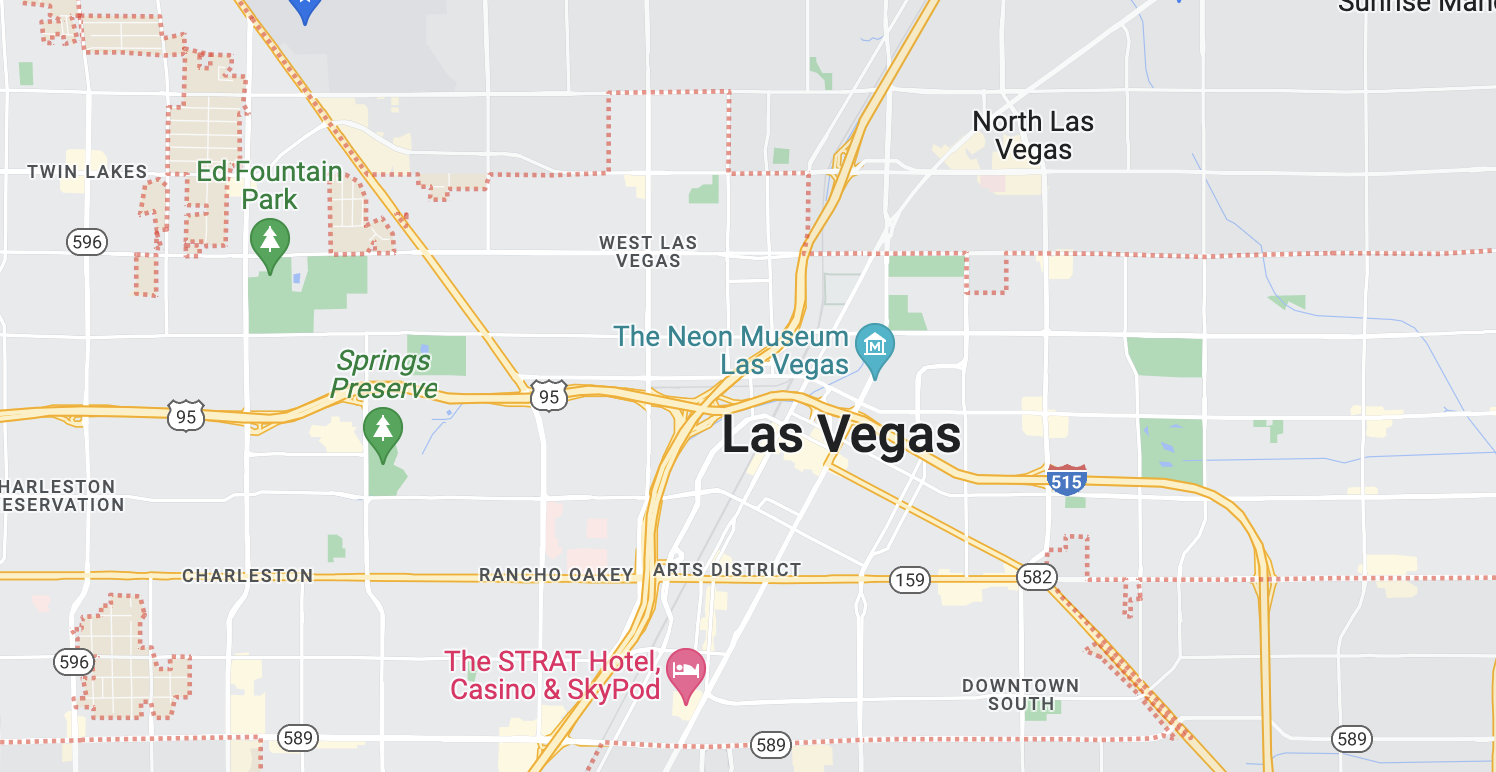 Sunrise Man
North Las
Vegas
TWIN LAKES
Ed Fountain
Park
596
WEST LAS
VEGAS
The Neon Museum
Las Vegas
M
Springs
Preserve
95
95
Las Vegas
515
HARLESTON
ESERVATION
CHARLESTON
RANCHO OAKEY
ARTS DISTRICT
159
582
596
The STRAT Hotel,
Casino & SkyPod
DOWNTOWN
SOUTH
589
589
589